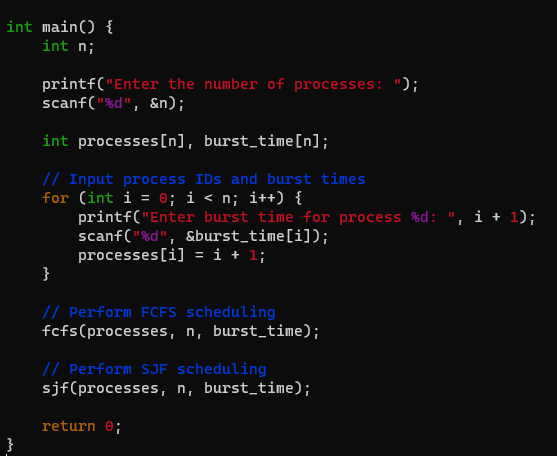 int main() {
    int n;

    printf("Enter the number of processes: ");
    scanf("%d", &n);

    int processes[n], burst_time[n];

    // Input process IDs and burst times
    for (int i = 0; i < n; i++) {
        printf("Enter burst time for process %d: ", i + 1);
        scanf("%d", &burst_time[i]);
        processes[i] = i + 1;
    }

    // Perform FCFS scheduling
    fcfs(processes, n, burst_time);

    // Perform SJF scheduling
    sjf(processes, n, burst_time);

    return 0;
}